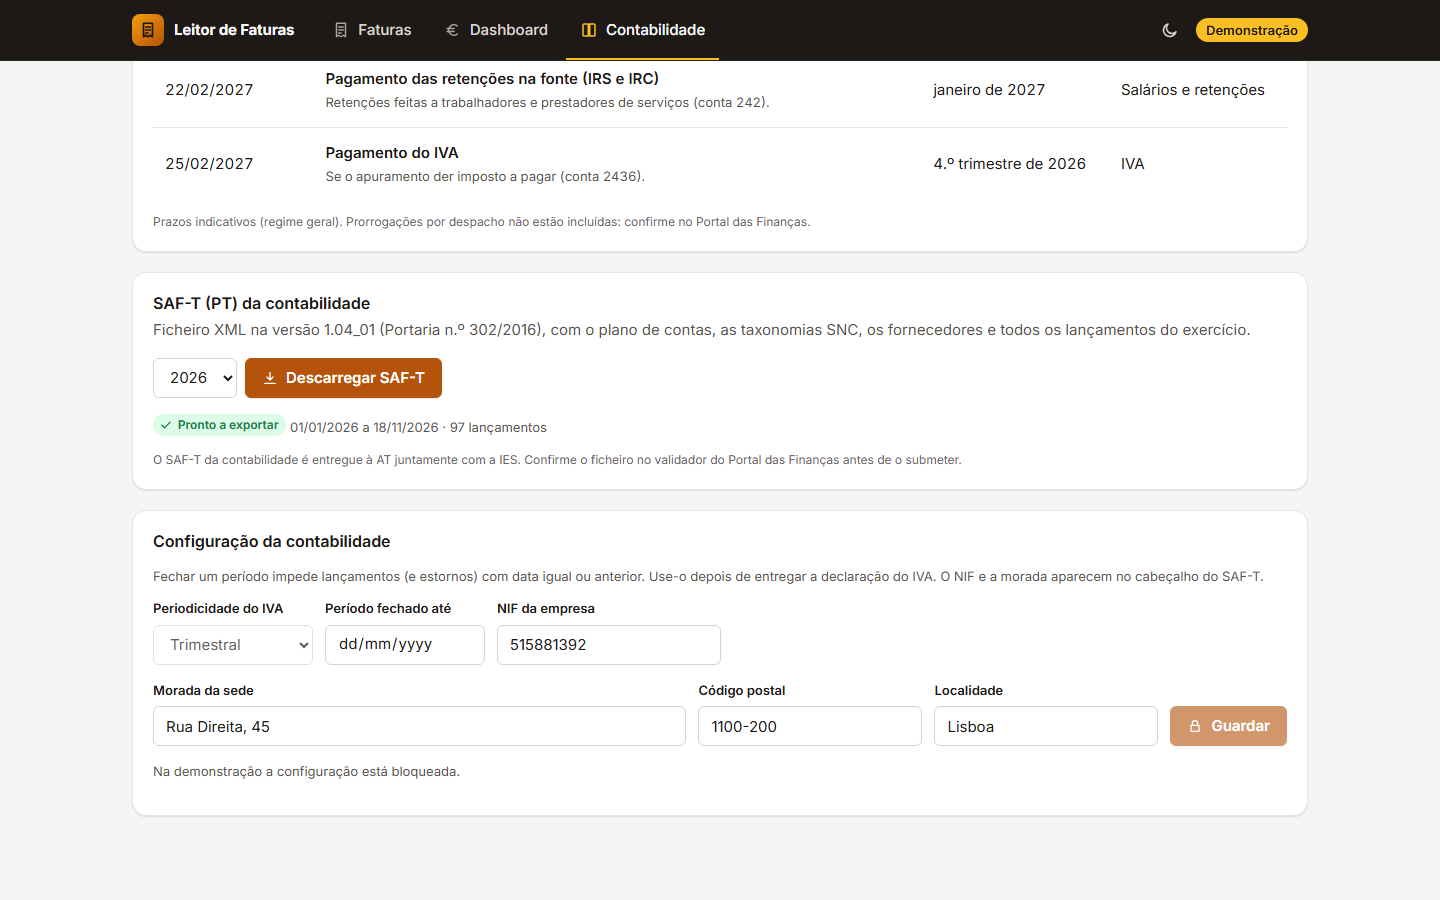 Leitor de Faturas Faturas Dashboard Contabilidade Demonstração
22/02/2027 Pagamento das retenções na fonte (IRS e IRC) janeiro de 2027 Salários e retenções
Retenções feitas a trabalhadores e prestadores de serviços (conta 242).
25/02/2027 Pagamento do IVA 4.º trimestre de 2026 IVA
Se o apuramento der imposto a pagar (conta 2436).
Prazos indicativos (regime geral). Prorrogações por despacho não estão incluídas: confirme no Portal das Finanças.
SAF-T (PT) da contabilidade
Ficheiro XML na versão 1.04_01 (Portaria n.º 302/2016), com o plano de contas, as taxonomias SNC, os fornecedores e todos os lançamentos do exercício.
2026 Descarregar SAF-T
Pronto a exportar 01/01/2026 a 18/11/2026 · 97 lançamentos
O SAF-T da contabilidade é entregue à AT juntamente com a IES. Confirme o ficheiro no validador do Portal das Finanças antes de o submeter.
Configuração da contabilidade
Fechar um período impede lançamentos (e estornos) com data igual ou anterior. Use-o depois de entregar a declaração do IVA. O NIF e a morada aparecem no cabeçalho do SAF-T.
Periodicidade do IVA Período fechado até NIF da empresa
Trimestral dd/mm/yyyy 515881392
Morada da sede Código postal Localidade
Rua Direita, 45 1100-200 Lisboa Guardar
Na demonstração a configuração está bloqueada.